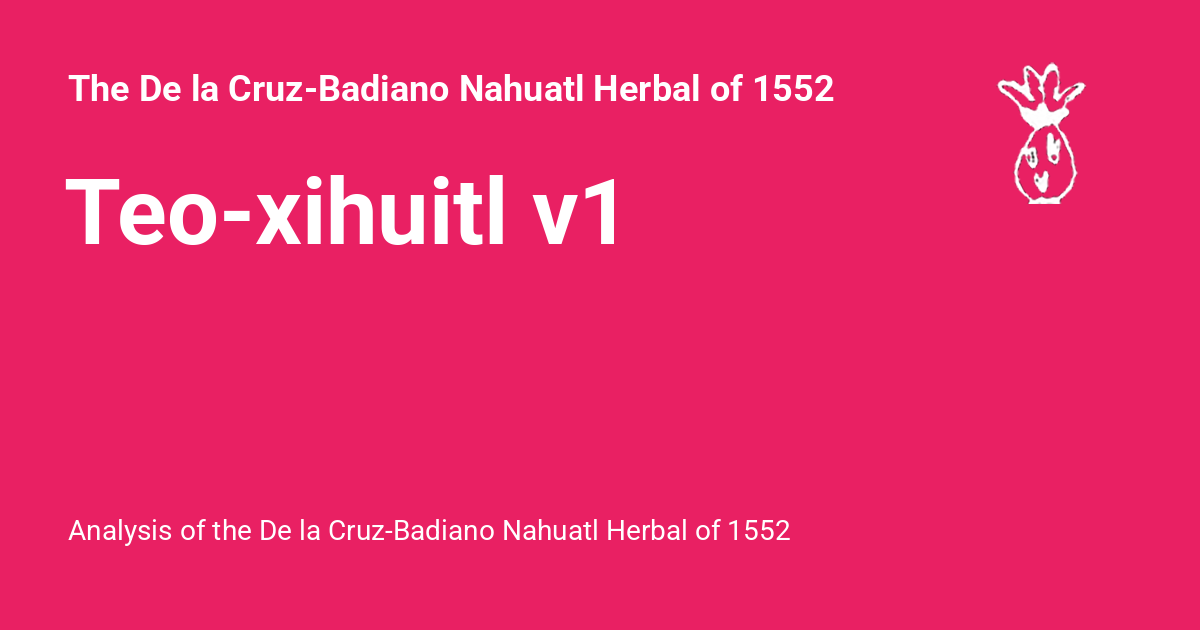 The De la Cruz-Badiano Nahuatl Herbal of 1552
Teo-xihuitl v1
Analysis of the De la Cruz-Badiano Nahuatl Herbal of 1552